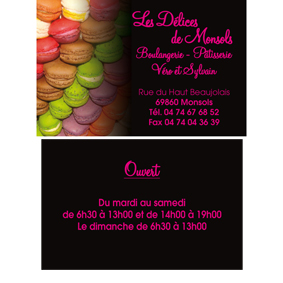 Les Délices
de Monsols
Boulangerie - Pâtisserie
Véro et Sylvain
Rue du Haut Beaujolais
69860 Monsols
Tél. 04 74 67 68 52
Fax 04 74 04 36 39
Ouvert
Du mardi au samedi
de 6h30 à 13h00 et de 14h00 à 19h00
Le dimanche de 6h30 à 13h00